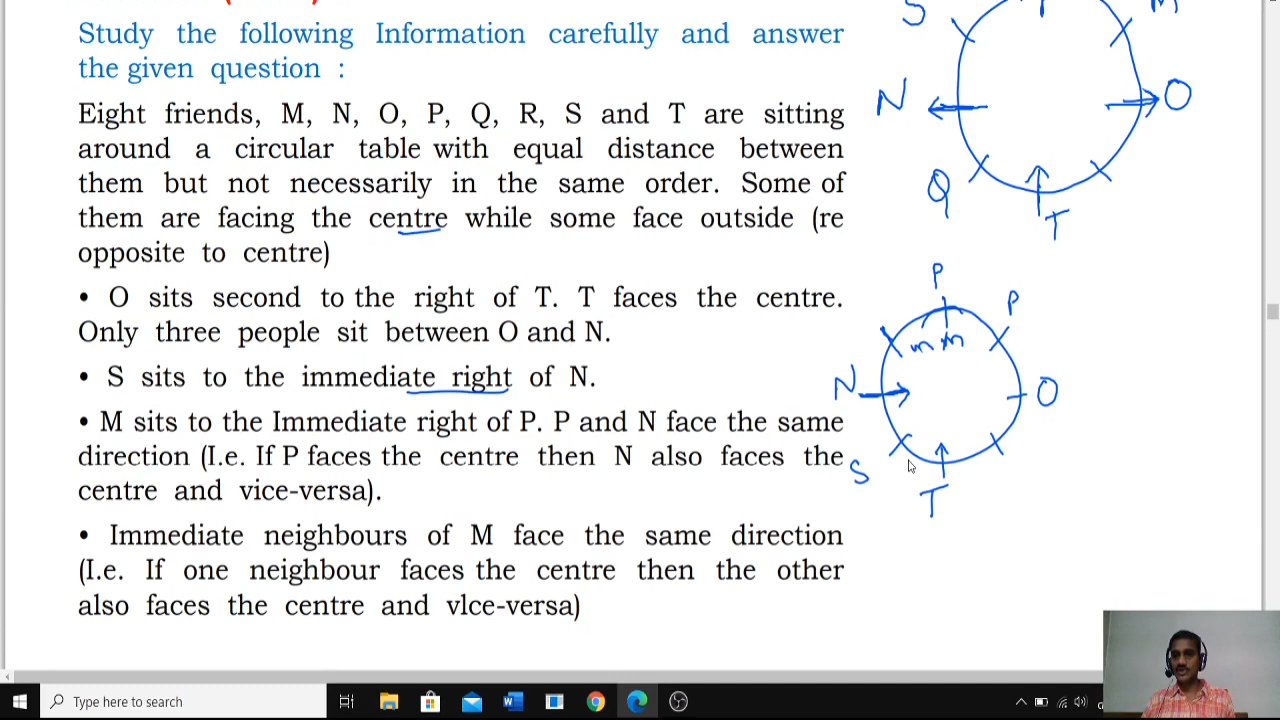 Study the following Information carefully and answer
the given question :
Eight friends, M, N, O, P, Q, R, S and T are sitting
around a circular table with equal distance between
them but not necessarily in the same order. Some of
them are facing the centre while some face outside (re
opposite to centre)
• O sits second to the right of T. T faces the centre.
Only three people sit between O and N.
• S sits to the immediate right of N.
• M sits to the Immediate right of P. P and N face the same
direction (I.e. If P faces the centre then N also faces the
centre and vice-versa).
• Immediate neighbours of M face the same direction
(I.e. If one neighbour faces the centre then the other
also faces the centre and vlce-versa)
S
N O
Q
T
P
P
m m
N O
S
T
Type here to search